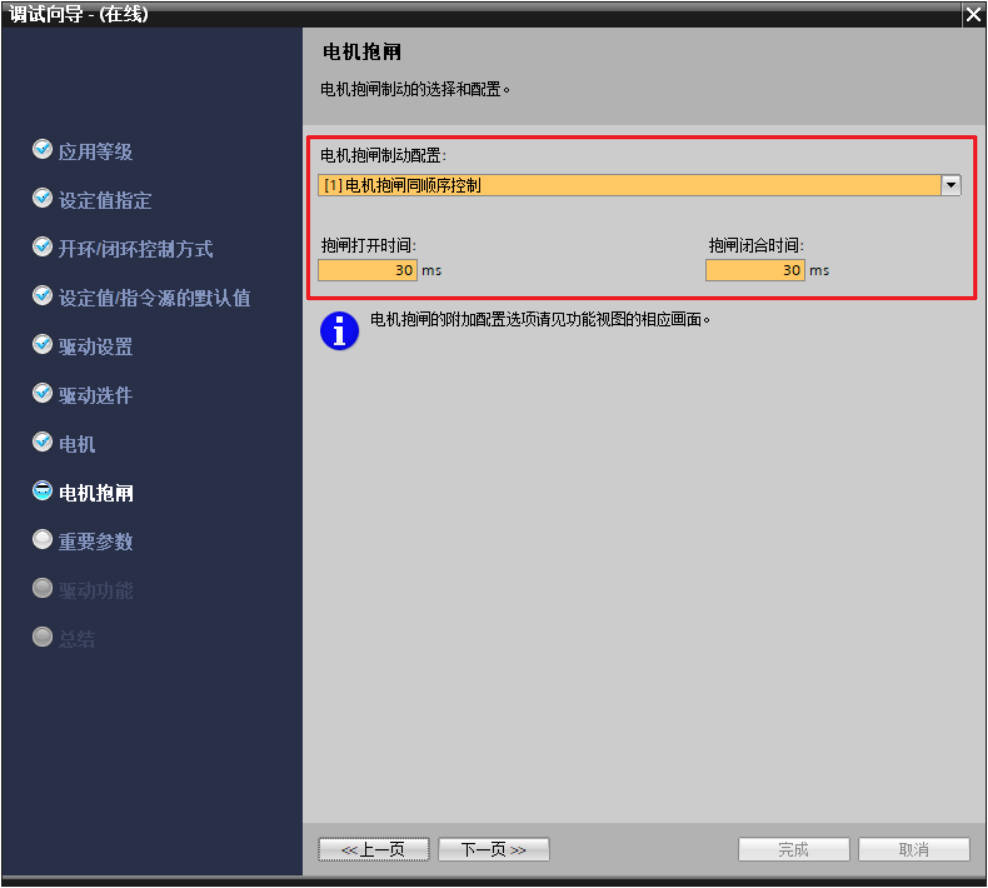 调试向导 - (在线)
电机抱闸
电机抱闸制动的选择和配置。
应用等级
设定值指定
开环/闭环控制方式
设定值/指令源的默认值
驱动设置
驱动选件
电机
电机抱闸
重要参数
驱动功能
总结
电机抱闸制动配置:
[1]电机抱闸同顺序控制
抱闸打开时间:
抱闸闭合时间:
30 ms
30 ms
电机抱闸的附加配置选项请见功能视图的相应画面。
<<上一页
下一页>>
完成
取消